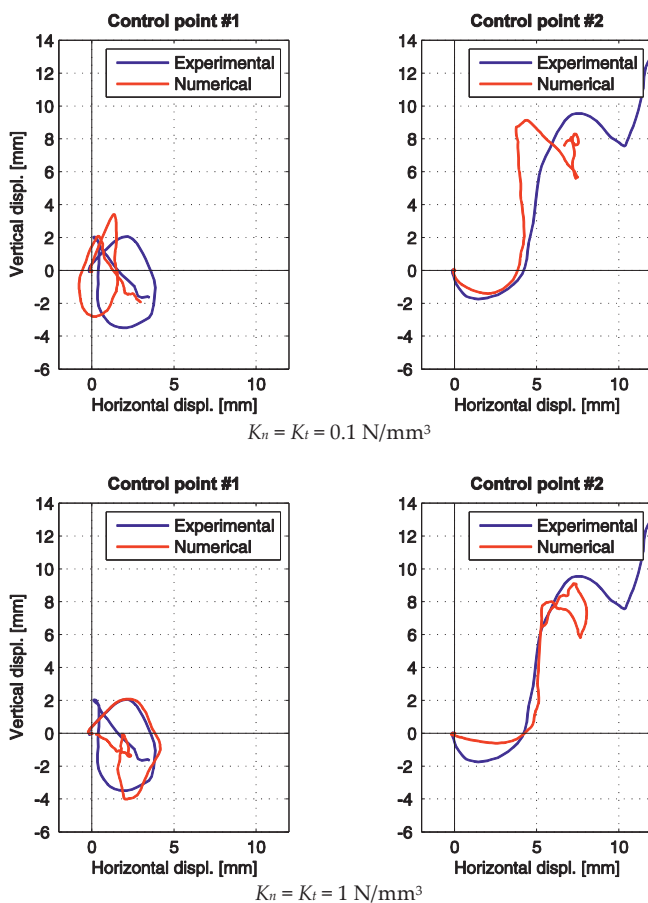 Control point #1
Control point #2
14
12
10
8
6
4
2
0
-2
-4
-6
Vertical displ. [mm]
Experimental
Numerical
0
5
10
Horizontal displ. [mm]
14
12
10
8
6
4
2
0
-2
-4
-6
Experimental
Numerical
0
5
10
Horizontal displ. [mm]
Kn = Kt = 0.1 N/mm³
Control point #1
Control point #2
14
12
10
8
6
4
2
0
-2
-4
-6
Vertical displ. [mm]
Experimental
Numerical
0
5
10
Horizontal displ. [mm]
14
12
10
8
6
4
2
0
-2
-4
-6
Experimental
Numerical
0
5
10
Horizontal displ. [mm]
Kn = Kt = 1 N/mm³